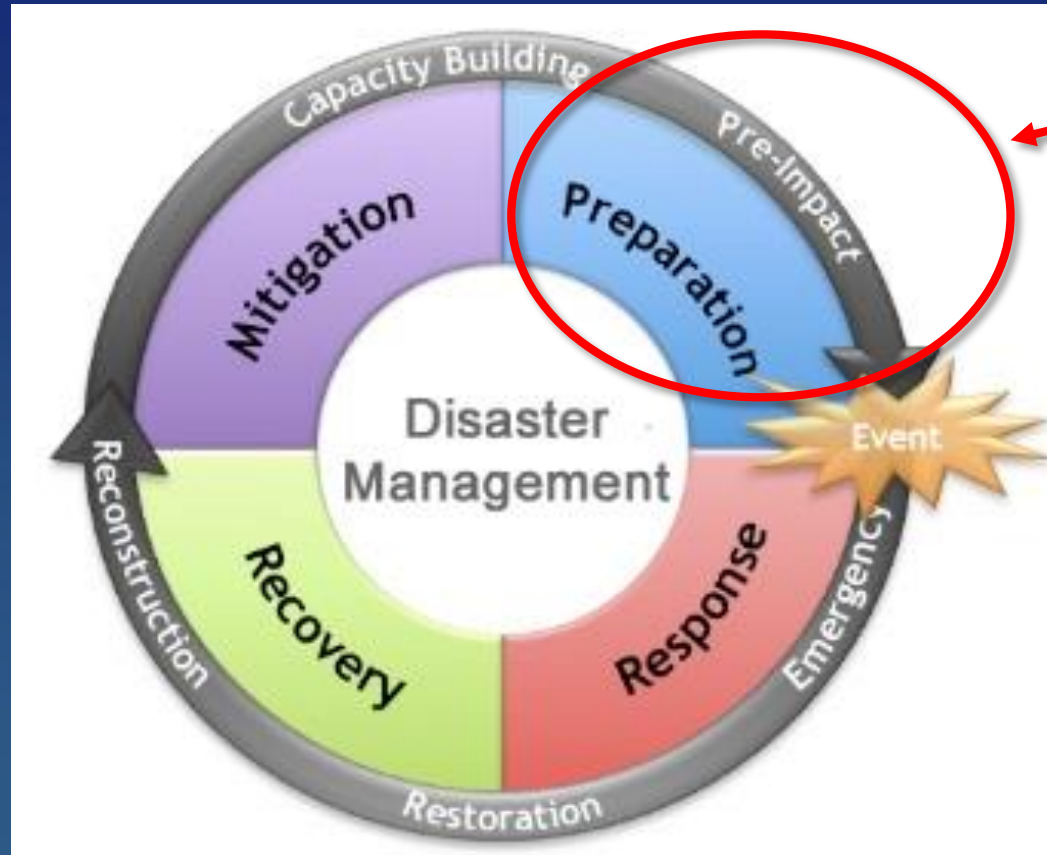 Capacity Building
Pre-Impact
Mitigation
Preparation
Disaster
Management
Event
Reconstruction
Recovery
Response
Emergency
Restoration